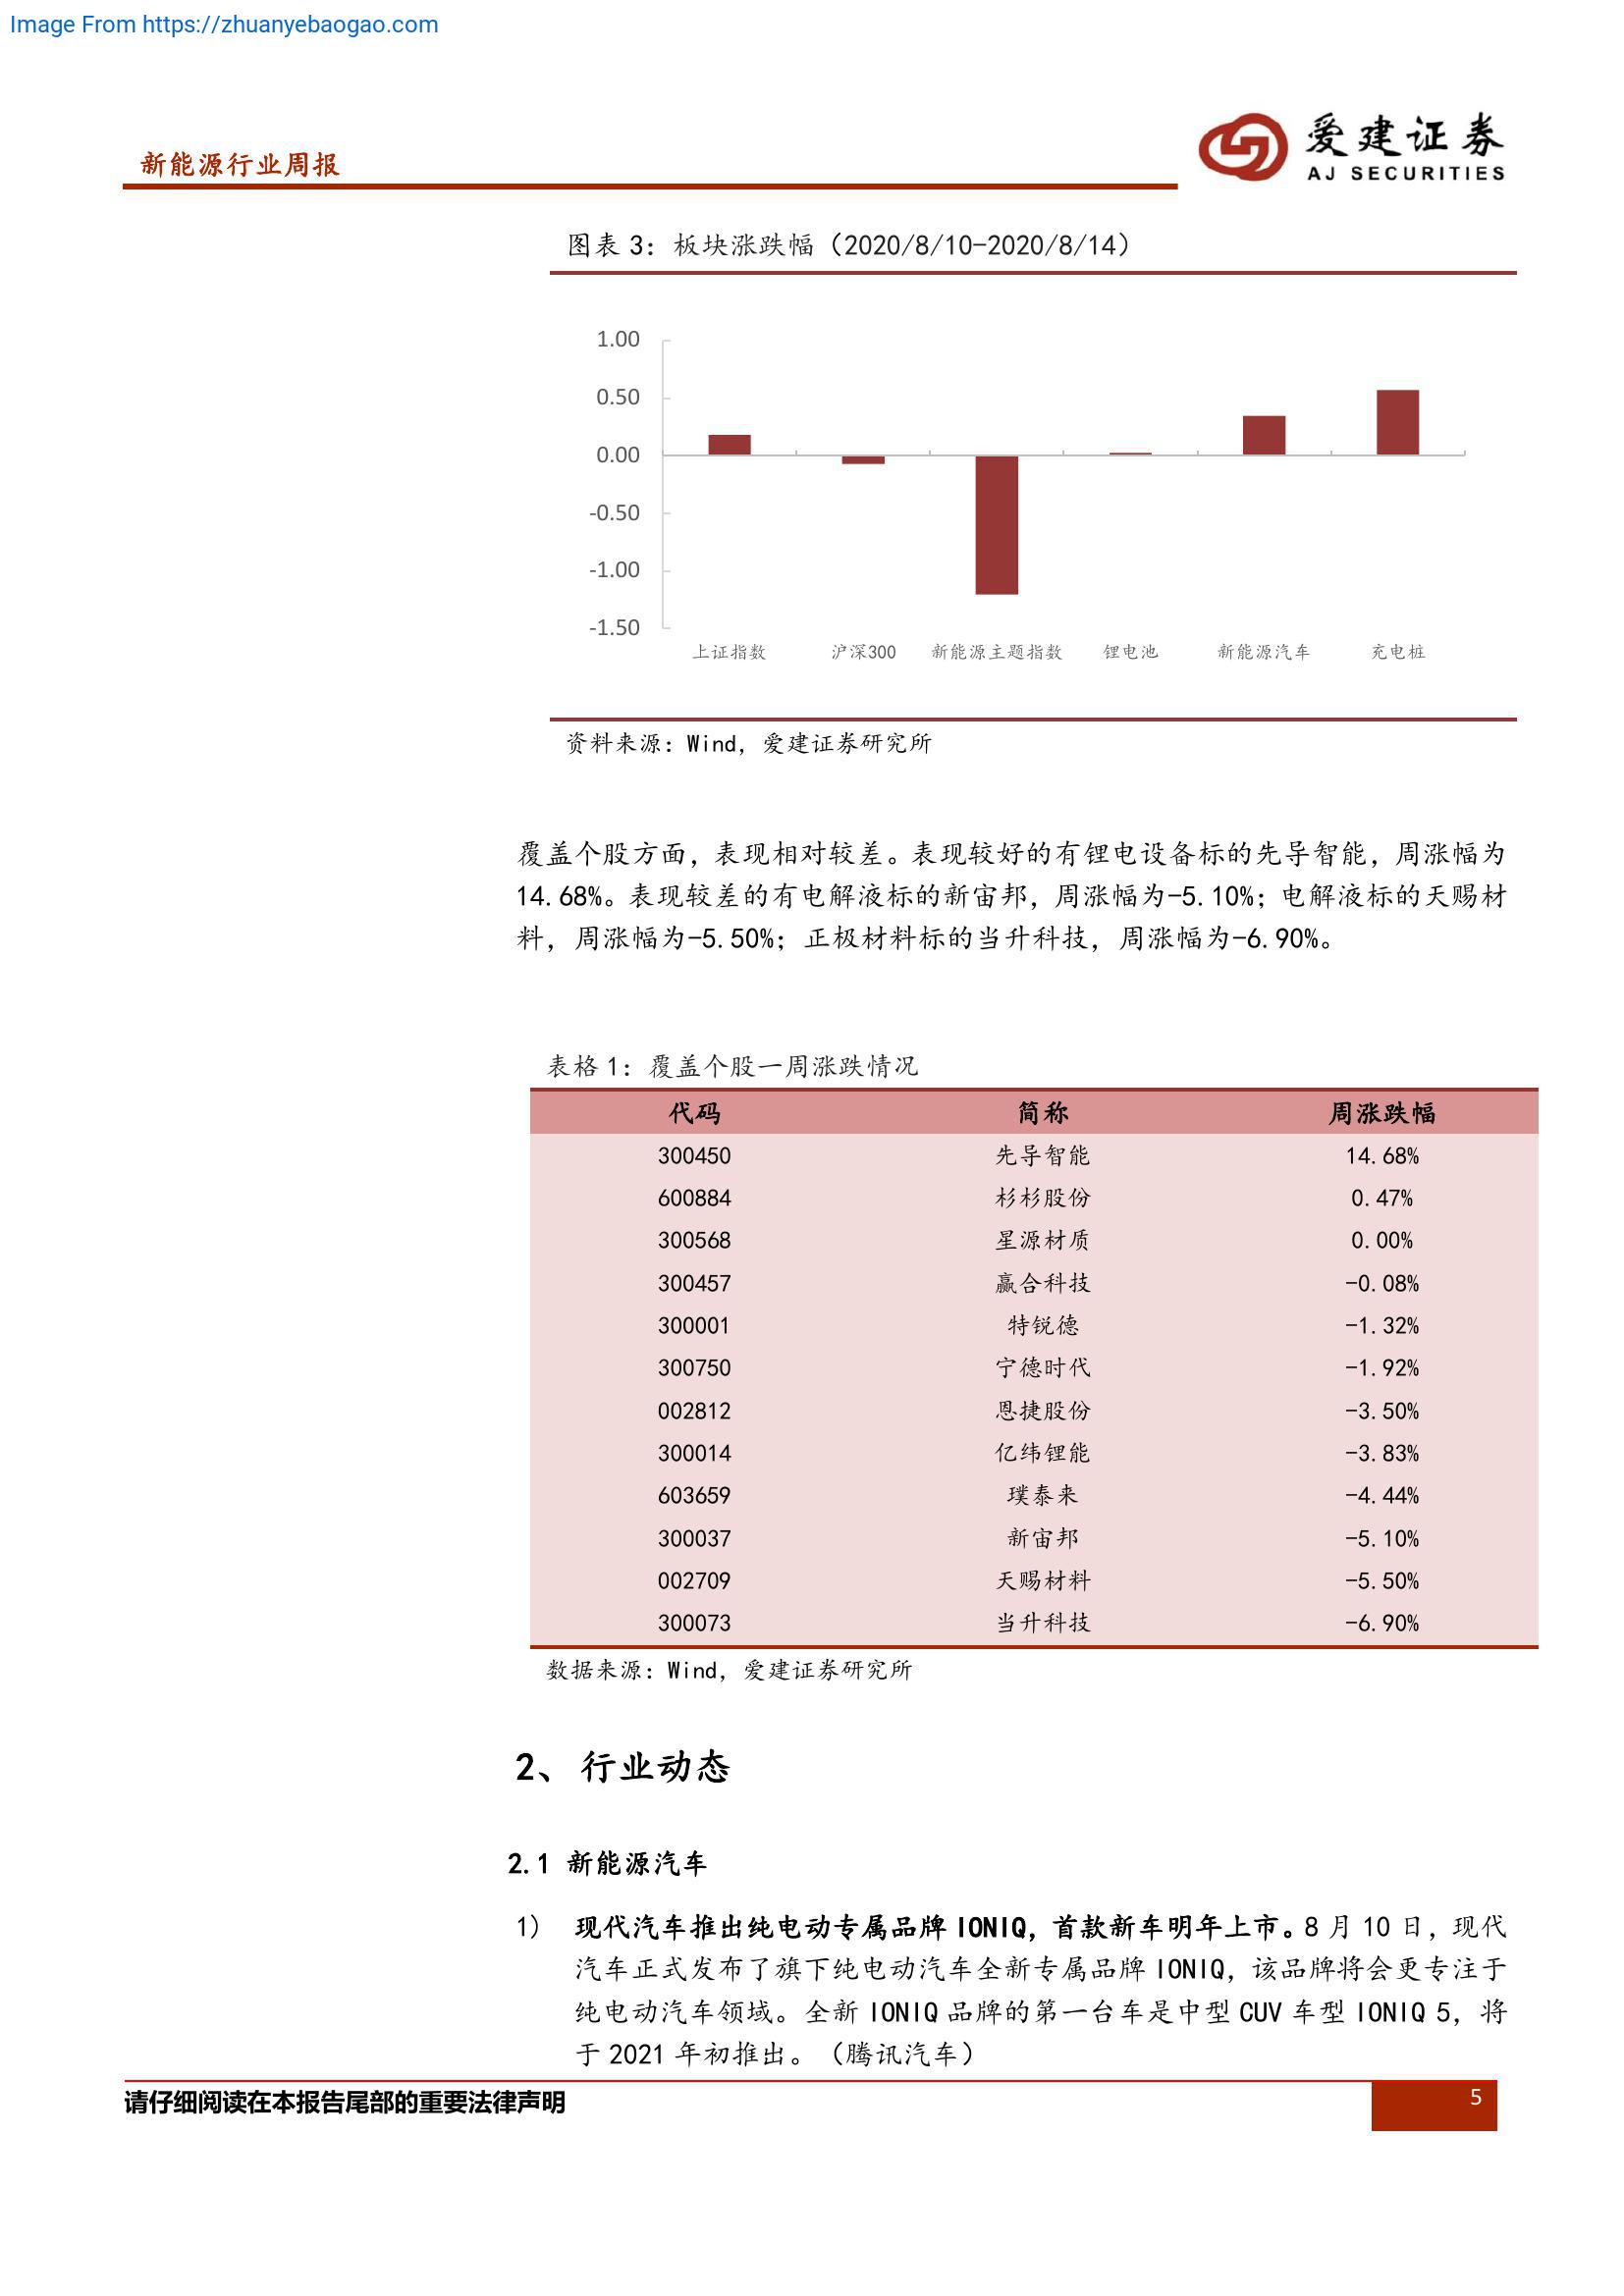 Image From https://zhuanyebaogao.com
新能源行业周报
爱建证券
AJ SECURITIES
图表 3：板块涨跌幅（2020/8/10-2020/8/14）
1.00
0.50
0.00
-0.50
-1.00
-1.50
上证指数 沪深300 新能源主题指数 锂电池 新能源汽车 充电桩
资料来源：Wind，爱建证券研究所
覆盖个股方面，表现相对较差。表现较好的有锂电设备标的先导智能，周涨幅为
14.68%。表现较差的有电解液标的新宙邦，周涨幅为-5.10%；电解液标的天赐材
料，周涨幅为-5.50%；正极材料标的当升科技，周涨幅为-6.90%。
表格 1：覆盖个股一周涨跌情况
代码 简称 周涨跌幅
300450 先导智能 14.68%
600884 杉杉股份 0.47%
300568 星源材质 0.00%
300457 赢合科技 -0.08%
300001 特锐德 -1.32%
300750 宁德时代 -1.92%
002812 恩捷股份 -3.50%
300014 亿纬锂能 -3.83%
603659 璞泰来 -4.44%
300037 新宙邦 -5.10%
002709 天赐材料 -5.50%
300073 当升科技 -6.90%
数据来源：Wind，爱建证券研究所
2、 行业动态
2.1 新能源汽车
1） 现代汽车推出纯电动专属品牌 IONIQ，首款新车明年上市。8 月 10 日，现代
汽车正式发布了旗下纯电动汽车全新专属品牌 IONIQ，该品牌将会更专注于
纯电动汽车领域。全新 IONIQ 品牌的第一台车是中型 CUV 车型 IONIQ 5，将
于 2021 年初推出。（腾讯汽车）
请仔细阅读在本报告尾部的重要法律声明
5